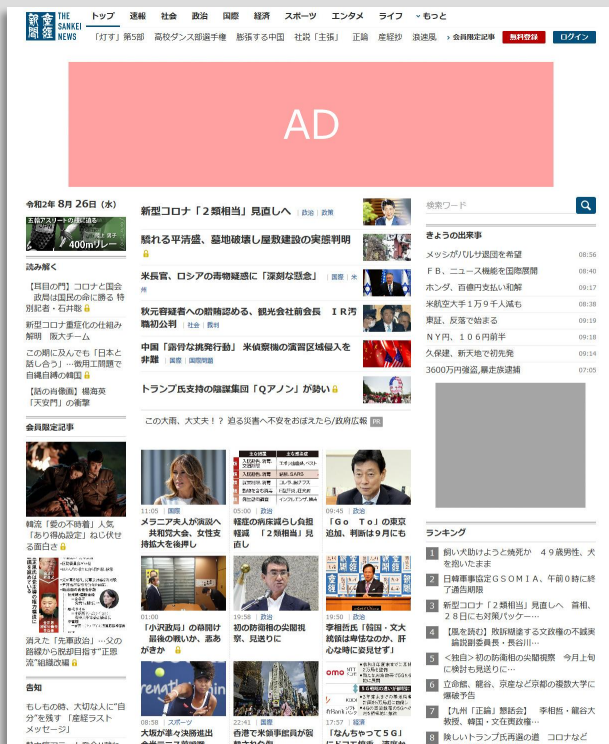 産経新聞
THE SANKEI NEWS
トップ 速報 社会 政治 国際 経済 スポーツ エンタメ ライフ もっと
「灯す」第5部 高校ダンス部選手権 膨張する中国 社説「主張」 正論 産経抄 浪速風 会員限定記事 無料登録 ログイン
AD
令和2年 8月 26日（水）
五輪アスリートの横に迫る
400mリレー
読み解く
【耳目の門】コロナと国会
政局は国民の命に勝る 特
別記者・石井聡
新型コロナ重症化の仕組み
解明 阪大チーム
この期に及んでも「日本と
話し合う」…徴用工問題で
自縄自縛の韓国
【話の肖像画】楊海英
「天安門」の衝撃
会員限定記事
韓流「愛の不時着」人気
「あり得ぬ設定」ねじ伏せ
る面白さ
消えた「先軍政治」…父の
路線から脱却目指す“正恩
流”組織改編
告知
もしもの時、大切な人に“自
分”を残す 「産経ラスト
メッセージ」
新型コロナ「２類相当」見直しへ 政治 政策
驕れる平清盛、墓地破壊し屋敷建設の実態判明
米長官、ロシアの毒物疑惑に「深刻な懸念」 国際 米
州
秋元容疑者への贈賄認める、観光会社前会長 ＩＲ汚
職初公判 社会 裁判
中国「露骨な挑発行動」 米偵察機の演習区域侵入を
非難 国際 国際問題
トランプ氏支持の陰謀集団「Ｑアノン」が勢い
この大雨、大丈夫！？ 迫る災害へ不安をおぼえたら/政府広報 PR
11:05 国際
メラニア夫人が演説へ
共和党大会、女性支
持拡大を後押し
05:00 政治
軽症の病床減らし負担
軽減 「２類相当」見
直し
09:45 政治
「Ｇｏ Ｔｏ」の東京
追加、判断は９月にも
01:00
「小沢政局」の幕開け
最後の戦いか、悪あ
がきか
19:58 政治
初の防衛相の尖閣視
察、見送りに
19:50 政治
李相哲氏「韓国・文大
統領は卑怯なのか、肝
心な時に姿見せず」
08:58 スポーツ
大坂が準々決勝進出
22:41 国際
香港で米領事館員が襲
17:57 経済
「なんちゃって５Ｇ」
検索ワード
きょうの出来事
メッシがバルサ退団を希望 08:56
ＦＢ、ニュース機能を国際展開 08:40
ホンダ、百億円支払い和解 09:17
米航空大手１万９千人減も 08:38
東証、反落で始まる 09:19
ＮＹ円、１０６円前半 09:18
久保建、新天地で初先発 09:14
3600万円強盗,暴走族逮捕 07:05
ランキング
1 飼い犬助けようと焼死か ４９歳男性、犬
を抱いたまま
2 日韓軍事協定ＧＳＯＭＩＡ、午前０時に終
了通告期限
3 新型コロナ「２類相当」見直しへ 首相、
２８日にも対策パッケー…
4 【風を読む】敗訴糊塗する文政権の不誠実
論説副委員長・長谷川…
5 ＜独自＞初の防衛相の尖閣視察 今月上旬
に検討も見送りに…
6 立命館、龍谷、京産など京都の複数大学に
爆破予告
7 【九州「正論」懇話会】 李相哲・龍谷大
教授、韓国・文在寅政権…
8 険しいトランプ氏再選の道 コロナなど